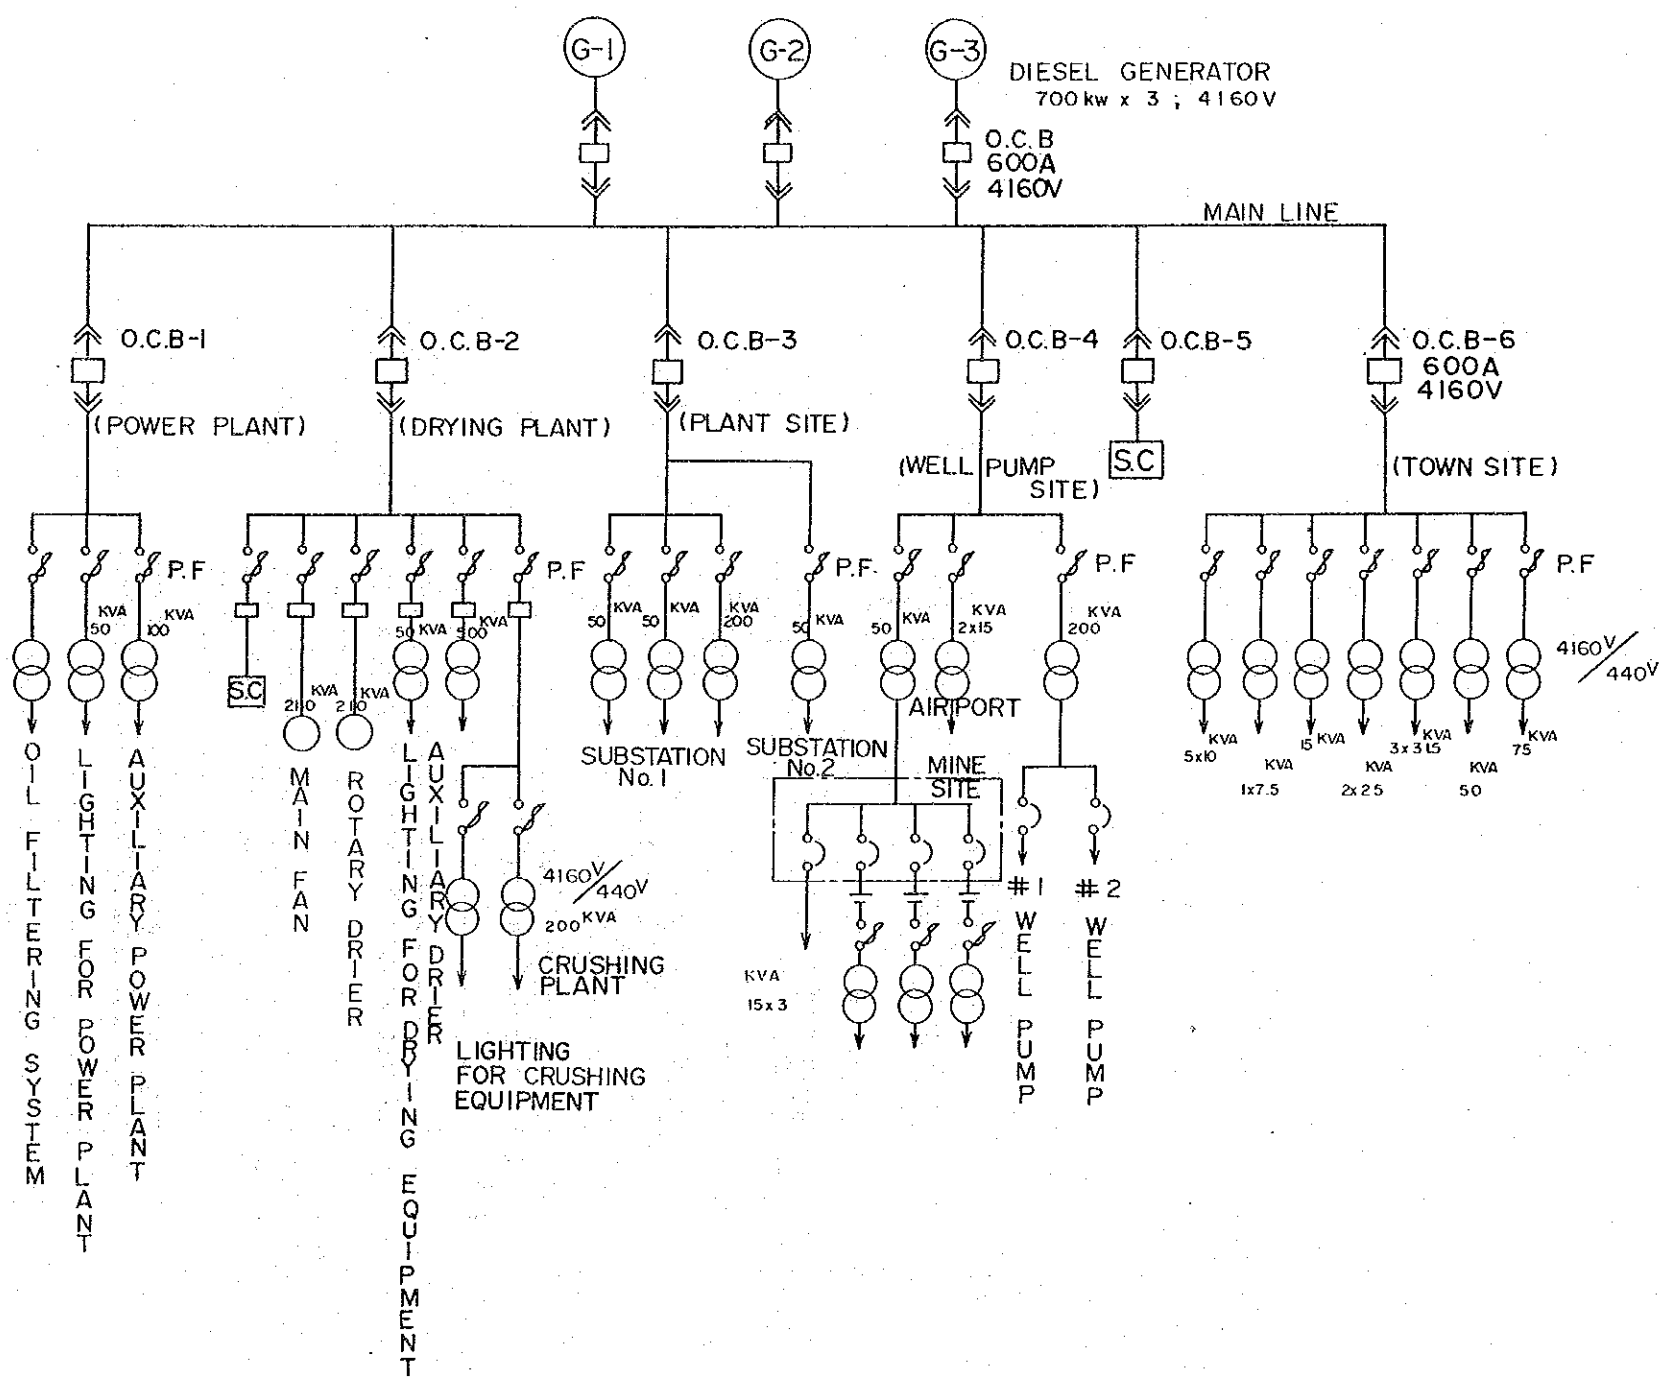 G-1
G-2
G-3
DIESEL GENERATOR
700 kw x 3 ; 4160V
O.C.B
600A
4160V
MAIN LINE
O.C.B-1
O.C.B-2
O.C.B-3
O.C.B-4
O.C.B-5
O.C.B-6
600A
4160V
(POWER PLANT)
(DRYING PLANT)
(PLANT SITE)
(WELL PUMP
SITE)
S.C
(TOWN SITE)
P.F
P.F
P.F.
P.F
P.F
KVA
50
KVA
100
50 KVA
500 KVA
KVA
50
KVA
50
KVA
200
KVA
50
KVA
50
KVA
2x15
KVA
200
4160V/440V
S.C
KVA
210
KVA
210
AIRPORT
SUBSTATION
No.1
SUBSTATION
No.2
MINE
SITE
5x10 KVA
KVA
1x7.5
15 KVA
KVA
2x25
KVA
KVA
50
75 KVA
OIL FILTERING SYSTEM
LIGHTING FOR POWER PLANT
AUXILIARY POWER PLANT
MAIN FAN
ROTARY DRIER
LIGHTING FOR DRYING EQUIPMENT
AUXILIARY DRIER
4160V/440V
200 KVA
CRUSHING
PLANT
LIGHTING
FOR CRUSHING
EQUIPMENT
KVA
15x3
#1 WELL PUMP
#2 WELL PUMP